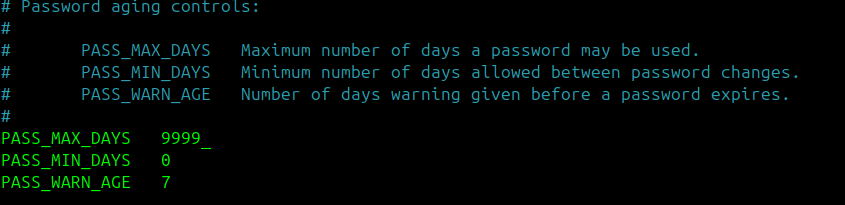 # Password aging controls:
#
#       PASS_MAX_DAYS   Maximum number of days a password may be used.
#       PASS_MIN_DAYS   Minimum number of days allowed between password changes.
#       PASS_WARN_AGE   Number of days warning given before a password expires.
#
PASS_MAX_DAYS   9999_
PASS_MIN_DAYS   0
PASS_WARN_AGE   7